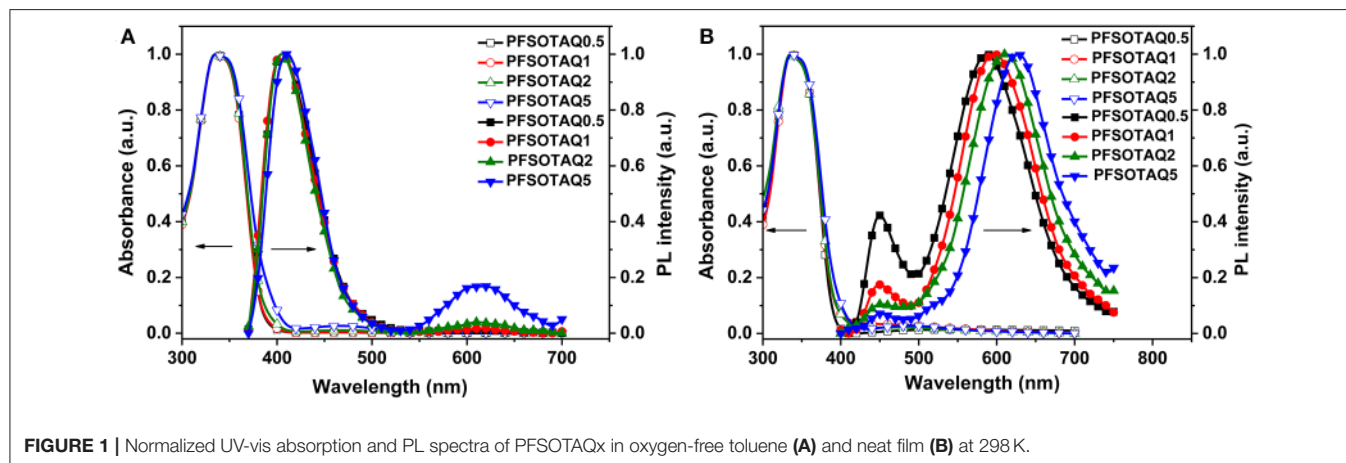 A
PFSOTAQ0.5
PFSOTAQ1
PFSOTAQ2
PFSOTAQ5
PFSOTAQ0.5
PFSOTAQ1
PFSOTAQ2
PFSOTAQ5
Absorbance (a.u.)
1.0
0.8
0.6
0.4
0.2
0.0
PL intensity (a.u.)
1.0
0.8
0.6
0.4
0.2
0.0
300 400 500 600 700
Wavelength (nm)
B
PFSOTAQ0.5
PFSOTAQ1
PFSOTAQ2
PFSOTAQ5
PFSOTAQ0.5
PFSOTAQ1
PFSOTAQ2
PFSOTAQ5
Absorbance (a.u.)
1.0
0.8
0.6
0.4
0.2
0.0
PL intensity (a.u.)
1.0
0.8
0.6
0.4
0.2
0.0
300 400 500 600 700 800
Wavelength (nm)
FIGURE 1 | Normalized UV-vis absorption and PL spectra of PFSOTAQx in oxygen-free toluene (A) and neat film (B) at 298 K.